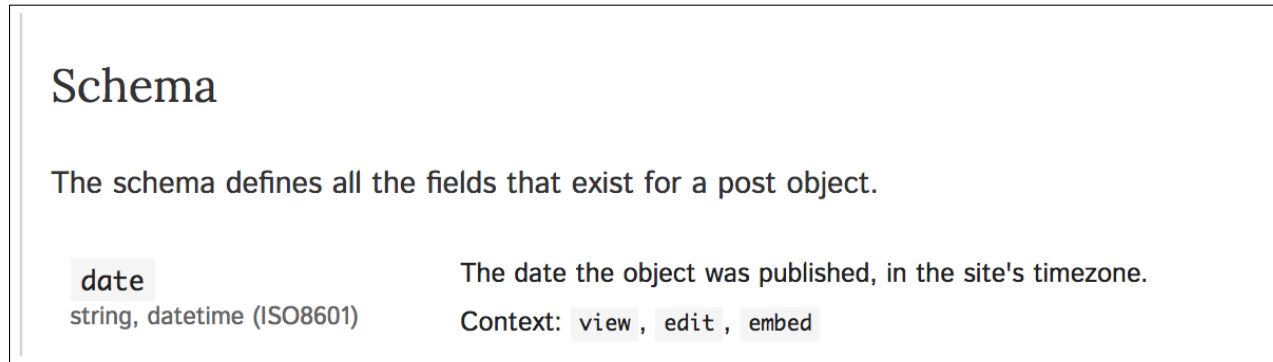 Schema
The schema defines all the fields that exist for a post object.
date
string, datetime (ISO8601)
The date the object was published, in the site's timezone.
Context: view, edit, embed